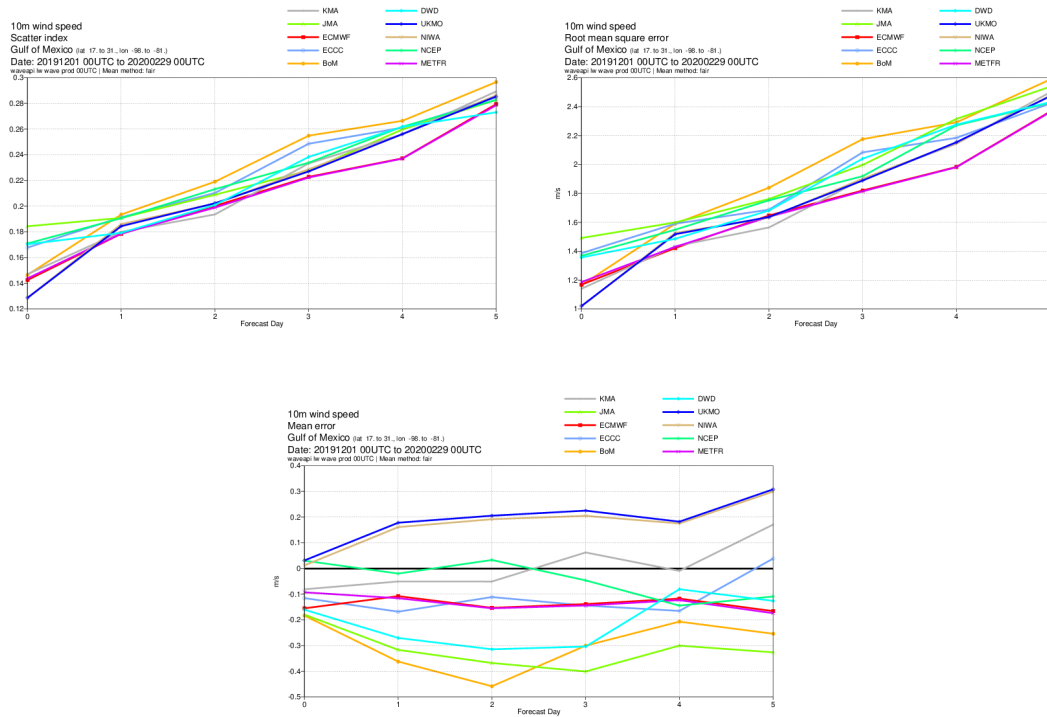 10m wind speed
Scatter index
Gulf of Mexico (lat 17. to 31., lon -98. to -81.)
Date: 20191201 00UTC to 20200229 00UTC
waveapi lw wave prod 00UTC | Mean method: fair
KMA DWD
JMA UKMO
ECMWF NIWA
ECCC NCEP
BoM METFR
0.3
0.28
0.26
0.24
0.22
0.2
0.18
0.16
0.14
0.12
0 1 2 3 4 5
Forecast Day
10m wind speed
Root mean square error
Gulf of Mexico (lat 17. to 31., lon -98. to -81.)
Date: 20191201 00UTC to 20200229 00UTC
waveapi lw wave prod 00UTC | Mean method: fair
KMA DWD
JMA UKMO
ECMWF NIWA
ECCC NCEP
BoM METFR
2.6
2.4
2.2
2
1.8
1.6
1.4
1.2
1
m/s
0 1 2 3 4
Forecast Day
10m wind speed
Mean error
Gulf of Mexico (lat 17. to 31., lon -98. to -81.)
Date: 20191201 00UTC to 20200229 00UTC
waveapi lw wave prod 00UTC | Mean method: fair
KMA DWD
JMA UKMO
ECMWF NIWA
ECCC NCEP
BoM METFR
0.4
0.3
0.2
0.1
0
-0.1
-0.2
-0.3
-0.4
-0.5
m/s
0 1 2 3 4 5
Forecast Day